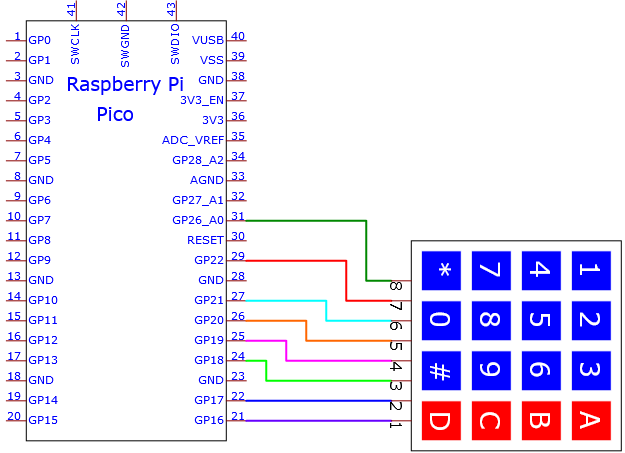 41 42 43
SWCLK SWGND SWDIO
1 GP0 VUSB 40
2 GP1 VSS 39
3 GND GND 38
Raspberry Pi
4 GP2 3V3_EN 37
Pico
5 GP3 3V3 36
6 GP4 ADC_VREF 35
7 GP5 GP28_A2 34
8 GND AGND 33
9 GP6 GP27_A1 32
10 GP7 GP26_A0 31
11 GP8 RESET 30
12 GP9 GP22 29
13 GND GND 28
14 GP10 GP21 27
15 GP11 GP20 26
16 GP12 GP19 25
17 GP13 GP18 24
18 GND GND 23
19 GP14 GP17 22
20 GP15 GP16 21
8 7 6 5 4 3 2 1
* 7 4 1
0 8 5 2
# 9 6 3
D C B A